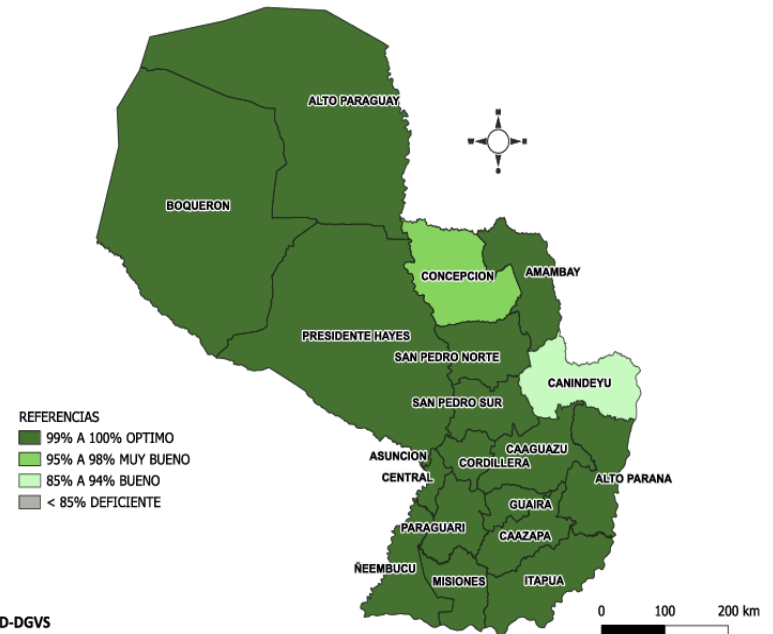 ALTO PARAGUAY
N
W
E
S
BOQUERON
CONCEPCION
AMAMBAY
PRESIDENTE HAYES
SAN PEDRO NORTE
CANINDEYU
SAN PEDRO SUR
REFERENCIAS
99% A 100% OPTIMO
95% A 98% MUY BUENO
85% A 94% BUENO
< 85% DEFICIENTE
ASUNCION
CAAGUAZU
CORDILLERA
CENTRAL
ALTO PARANA
GUAIRA
PARAGUARI
CAAZAPA
ÑEEMBUCU
MISIONES
ITAPUA
D-DGVS
0 100 200 km